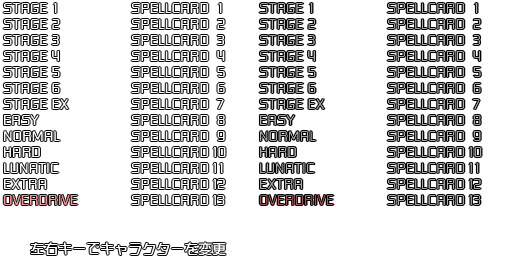 STAGE 1 SPELLCARD 1 STAGE 1 SPELLCARD 1
STAGE 2 SPELLCARD 2 STAGE 2 SPELLCARD 2
STAGE 3 SPELLCARD 3 STAGE 3 SPELLCARD 3
STAGE 4 SPELLCARD 4 STAGE 4 SPELLCARD 4
STAGE 5 SPELLCARD 5 STAGE 5 SPELLCARD 5
STAGE 6 SPELLCARD 6 STAGE 6 SPELLCARD 6
STAGE EX SPELLCARD 7 STAGE EX SPELLCARD 7
EASY SPELLCARD 8 EASY SPELLCARD 8
NORMAL SPELLCARD 9 NORMAL SPELLCARD 9
HARD SPELLCARD 10 HARD SPELLCARD 10
LUNATIC SPELLCARD 11 LUNATIC SPELLCARD 11
EXTRA SPELLCARD 12 EXTRA SPELLCARD 12
OVERDRIVE SPELLCARD 13 OVERDRIVE SPELLCARD 13
左右キーでキャラクターを変更